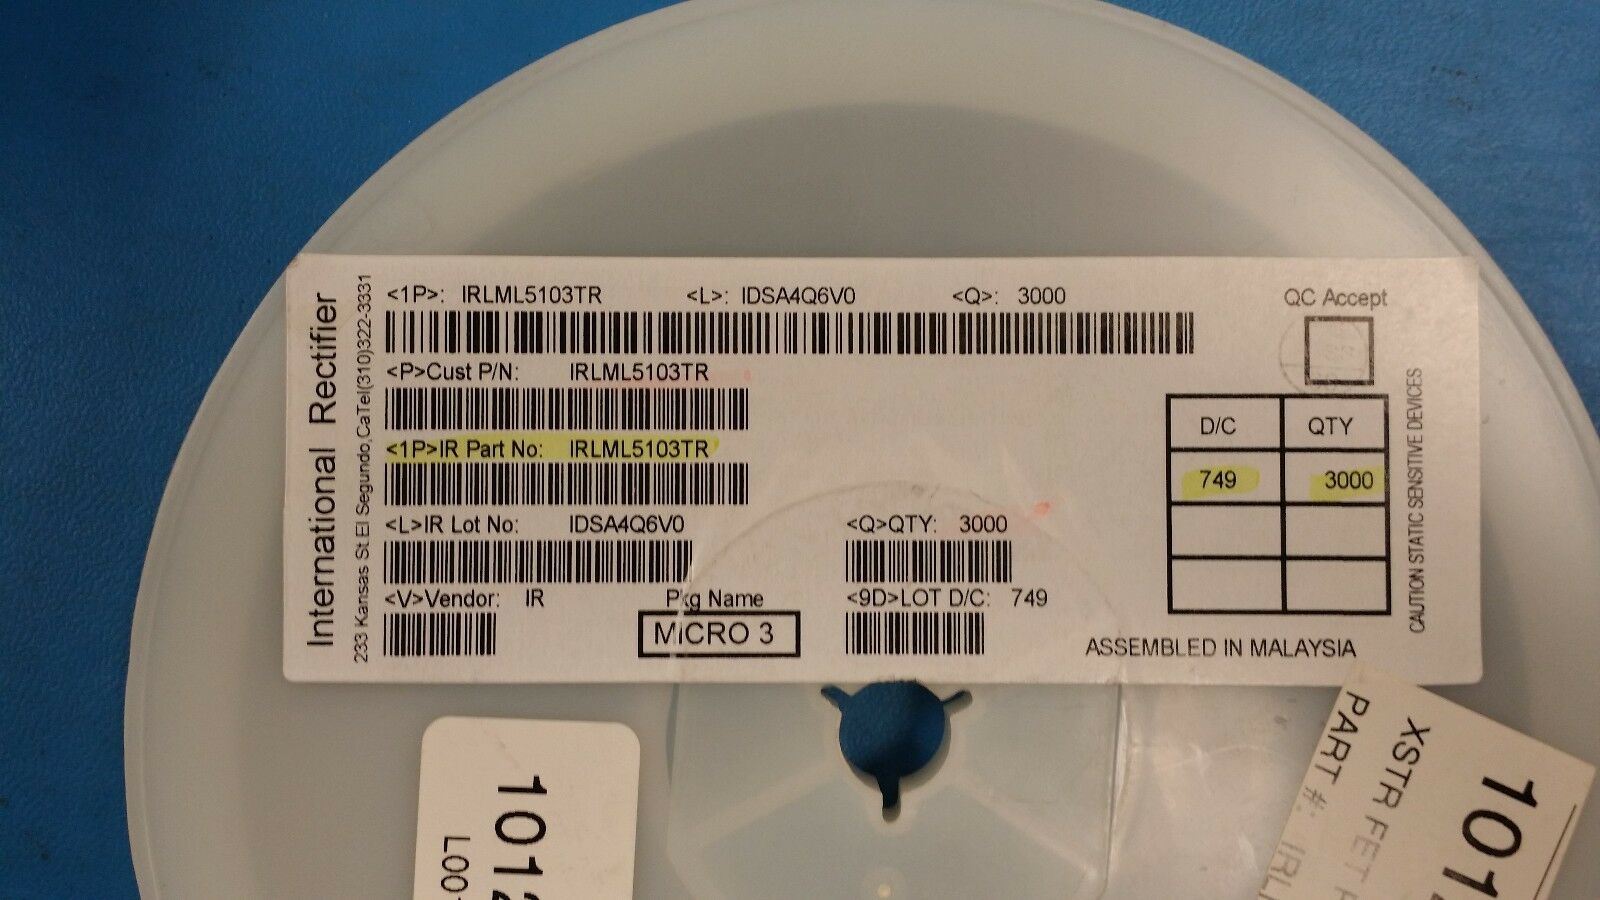 International Rectifier
233 Kansas St El Segundo,CaTel(310)322-3331
<1P>: IRLML5103TR <L>: IDSA4Q6V0 <Q>: 3000
QC Accept
<P>Cust P/N: IRLML5103TR
<1P>IR Part No: IRLML5103TR
D/C QTY
749 3000
<L>IR Lot No: IDSA4Q6V0 <Q>QTY: 3000
<V>Vendor: IR Pkg Name <9D>LOT D/C: 749
MICRO 3
ASSEMBLED IN MALAYSIA
CAUTION STATIC SENSITIVE DEVICES
XSTR FET
PART #: